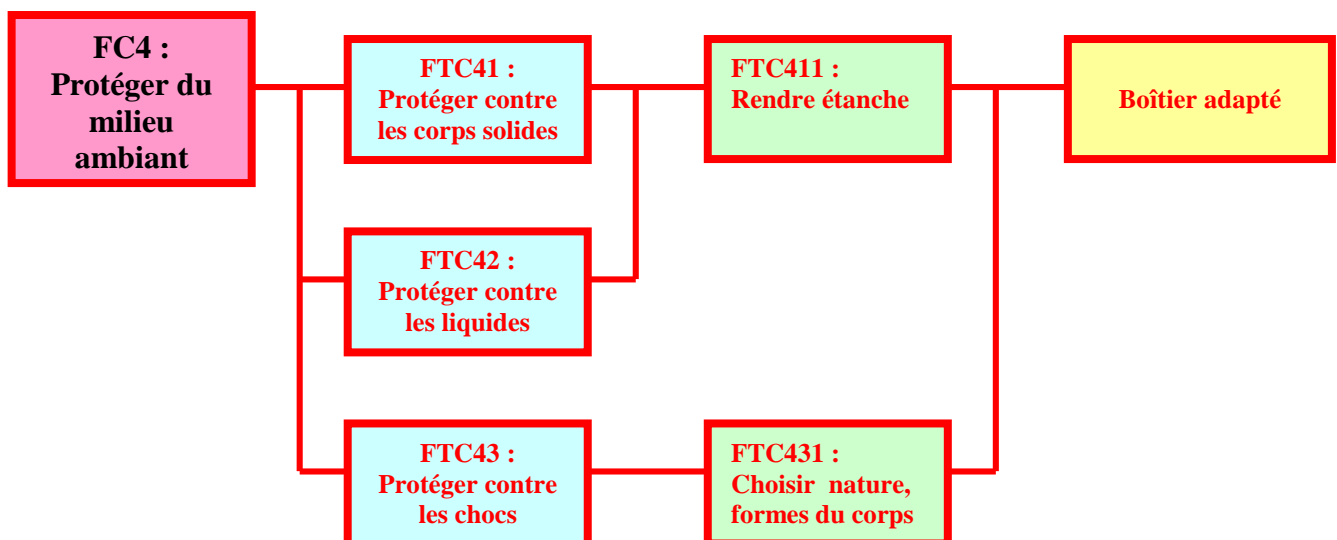 FC4 :
Protéger du
milieu
ambiant
FTC41 :
Protéger contre
les corps solides
FTC411 :
Rendre étanche
Boîtier adapté
FTC42 :
Protéger contre
les liquides
FTC43 :
Protéger contre
les chocs
FTC431 :
Choisir nature,
formes du corps